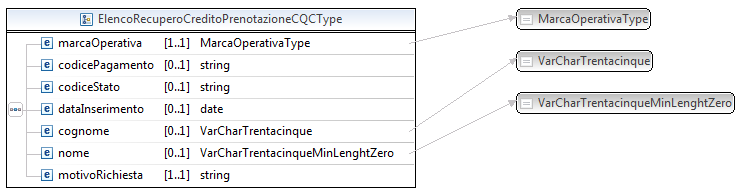 ElencoRecuperoCreditoPrenotazioneCQCType
e marcaOperativa [1..1] MarcaOperativaType
e codicePagamento [0..1] string
e codiceStato [0..1] string
e dataInserimento [0..1] date
e cognome [0..1] VarCharTrentacinque
e nome [0..1] VarCharTrentacinqueMinLenghtZero
e motivoRichiesta [1..1] string
MarcaOperativaType
VarCharTrentacinque
VarCharTrentacinqueMinLenghtZero